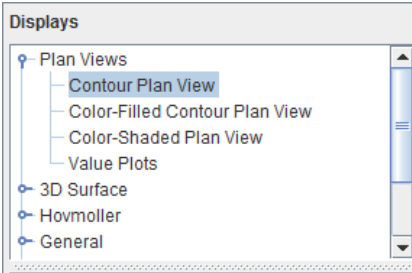 Displays
Plan Views
Contour Plan View
Color-Filled Contour Plan View
Color-Shaded Plan View
Value Plots
3D Surface
Hovmoller
General